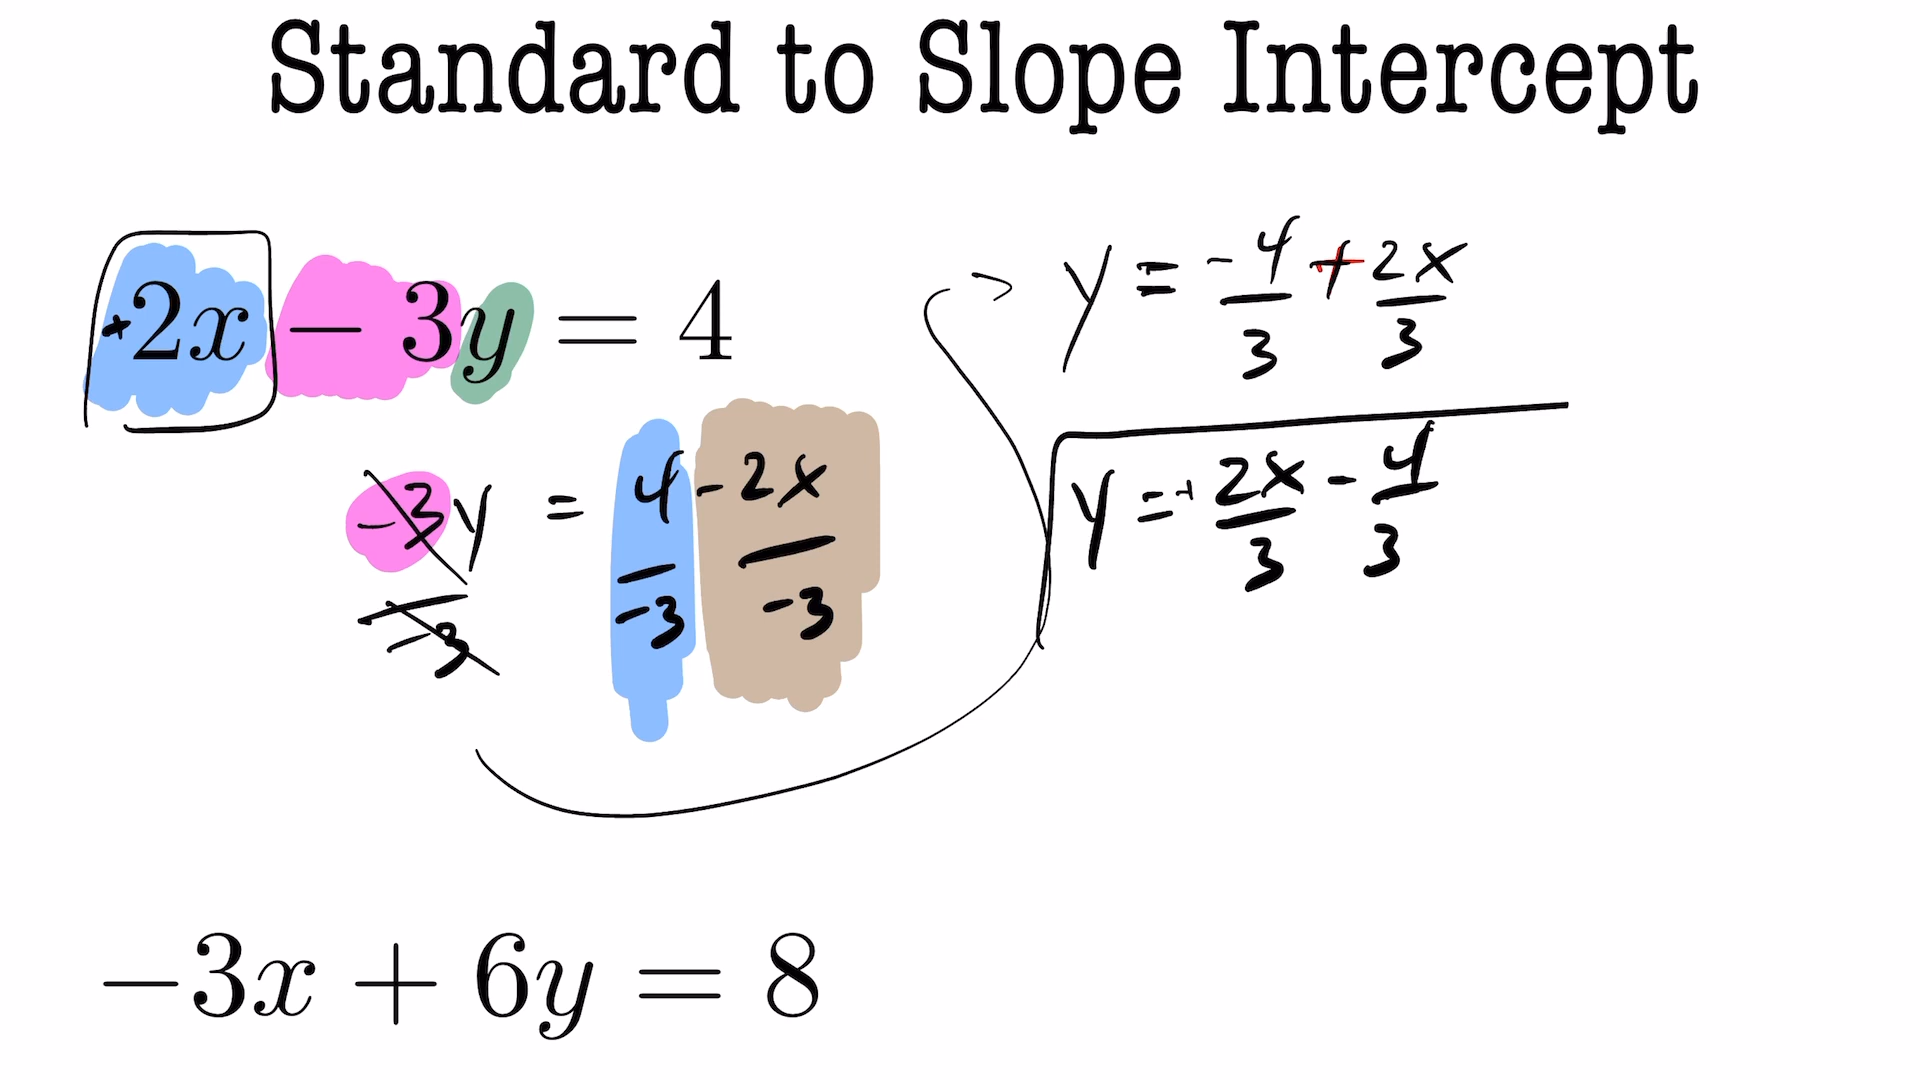 Standard to Slope Intercept
+2x − 3y = 4
-3y = 4 - 2x
-3 -3 -3
y = -4/3 + 2x/3
y = + 2x/3 - 4/3
−3x + 6y = 8